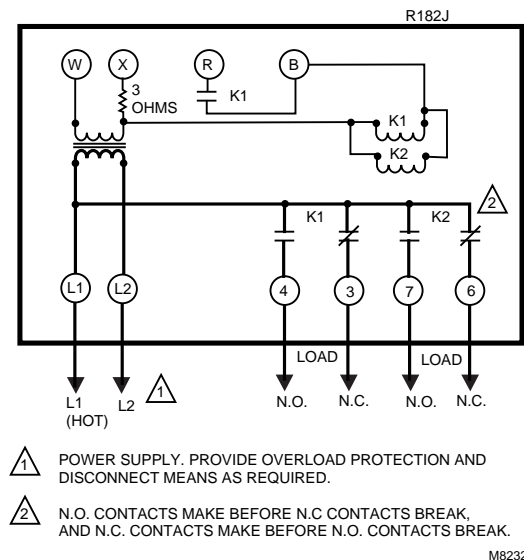 R182J
W X R B
3
OHMS
K1
K1
K2
K1 K2 2
L1 L2 4 3 7 6
LOAD LOAD
L1
(HOT)
L2 1 N.O. N.C. N.O. N.C.
1 POWER SUPPLY. PROVIDE OVERLOAD PROTECTION AND
DISCONNECT MEANS AS REQUIRED.
2 N.O. CONTACTS MAKE BEFORE N.C CONTACTS BREAK,
AND N.C. CONTACTS MAKE BEFORE N.O. CONTACTS BREAK.
M8232